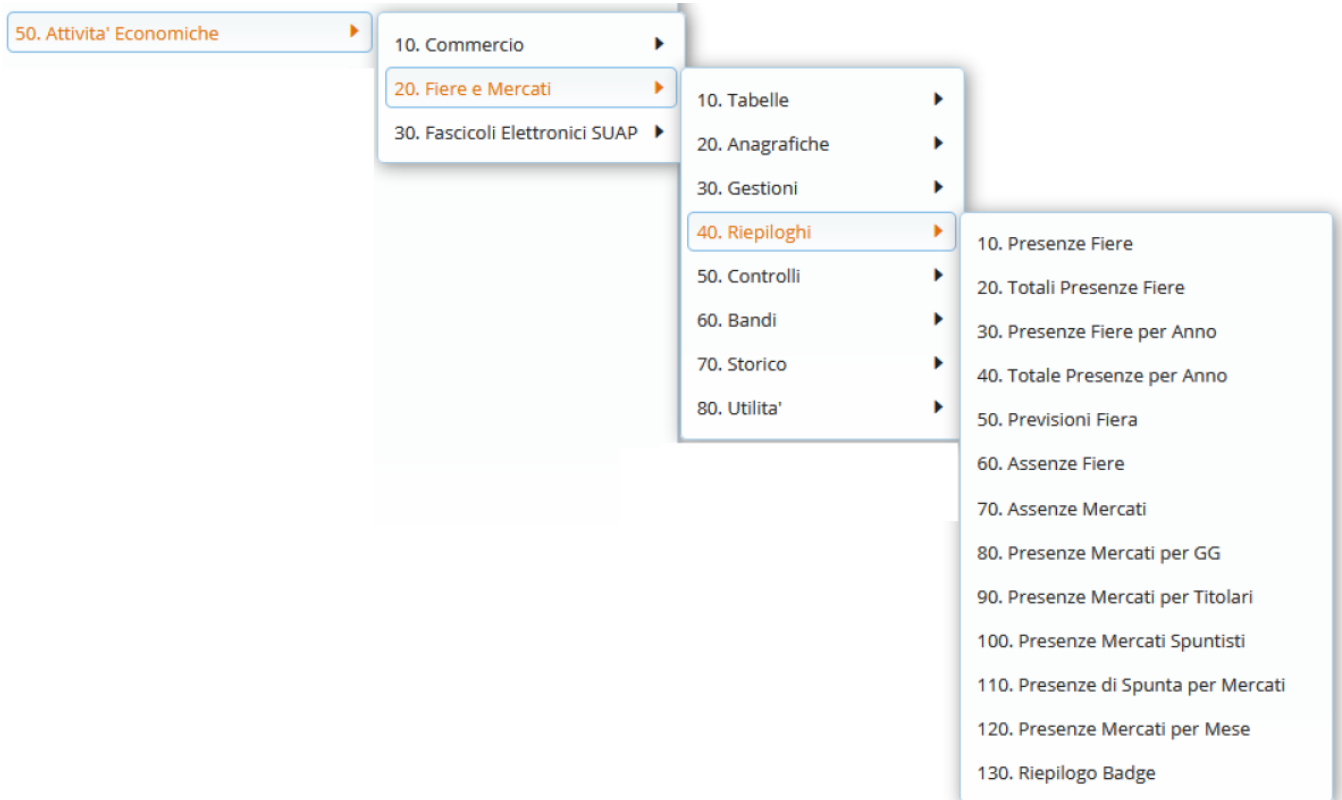 50. Attivita' Economiche
10. Commercio
20. Fiere e Mercati
30. Fascicoli Elettronici SUAP
10. Tabelle
20. Anagrafiche
30. Gestioni
40. Riepiloghi
50. Controlli
60. Bandi
70. Storico
80. Utilita'
10. Presenze Fiere
20. Totali Presenze Fiere
30. Presenze Fiere per Anno
40. Totale Presenze per Anno
50. Previsioni Fiera
60. Assenze Fiere
70. Assenze Mercati
80. Presenze Mercati per GG
90. Presenze Mercati per Titolari
100. Presenze Mercati Spuntisti
110. Presenze di Spunta per Mercati
120. Presenze Mercati per Mese
130. Riepilogo Badge